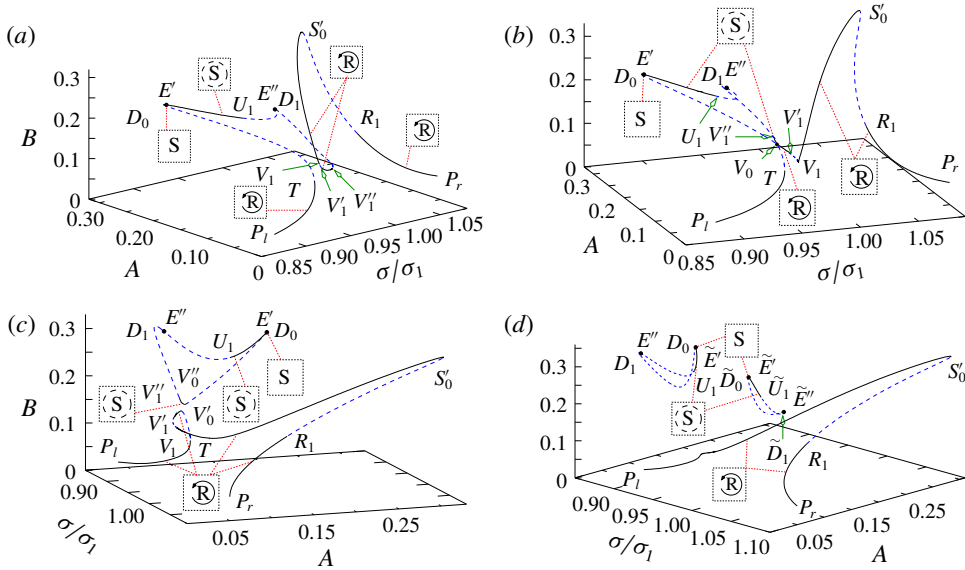 (a)
S′0
R
E′
S
E″
D1
0.3
D0
U1
R1
R
0.2
B
S
Pr
0.1
V1
T
V′1
V″1
1.05
0
R
1.00
0.30
0.20
Pl
0.95
0.90
A
0.10
0.85
σ/σ1
0
(b)
S
S′0
0.3
E′
D1
E″
D0
V′1
R1
0.2
S
U1
V″1
0.1
V0
V1
T
R
Pr
0
0.3
R
Pl
0.2
0.1
A
1.00
0.95
0
0.90
0.85
σ/σ1
(c)
E″
E′
D1
D0
0.3
U1
S′0
V″0
S
V″1
0.2
S
S
B
V′1
V′0
R1
0.1
Pl
V1
T
0
R
0.90
Pr
1.00
0.25
σ/σ1
0.15
0.05
A
(d)
E″
D0
S
0.3
Ẽ′
Ẽ′
S′0
D1
U1
D̃0
Ũ1
Ẽ″
0.2
S
0.1
D̃1
R1
Pl
0
R
0.90
Pr
0.95
0.25
1.00
0.15
1.05
σ/σ1
0.05
1.10
A